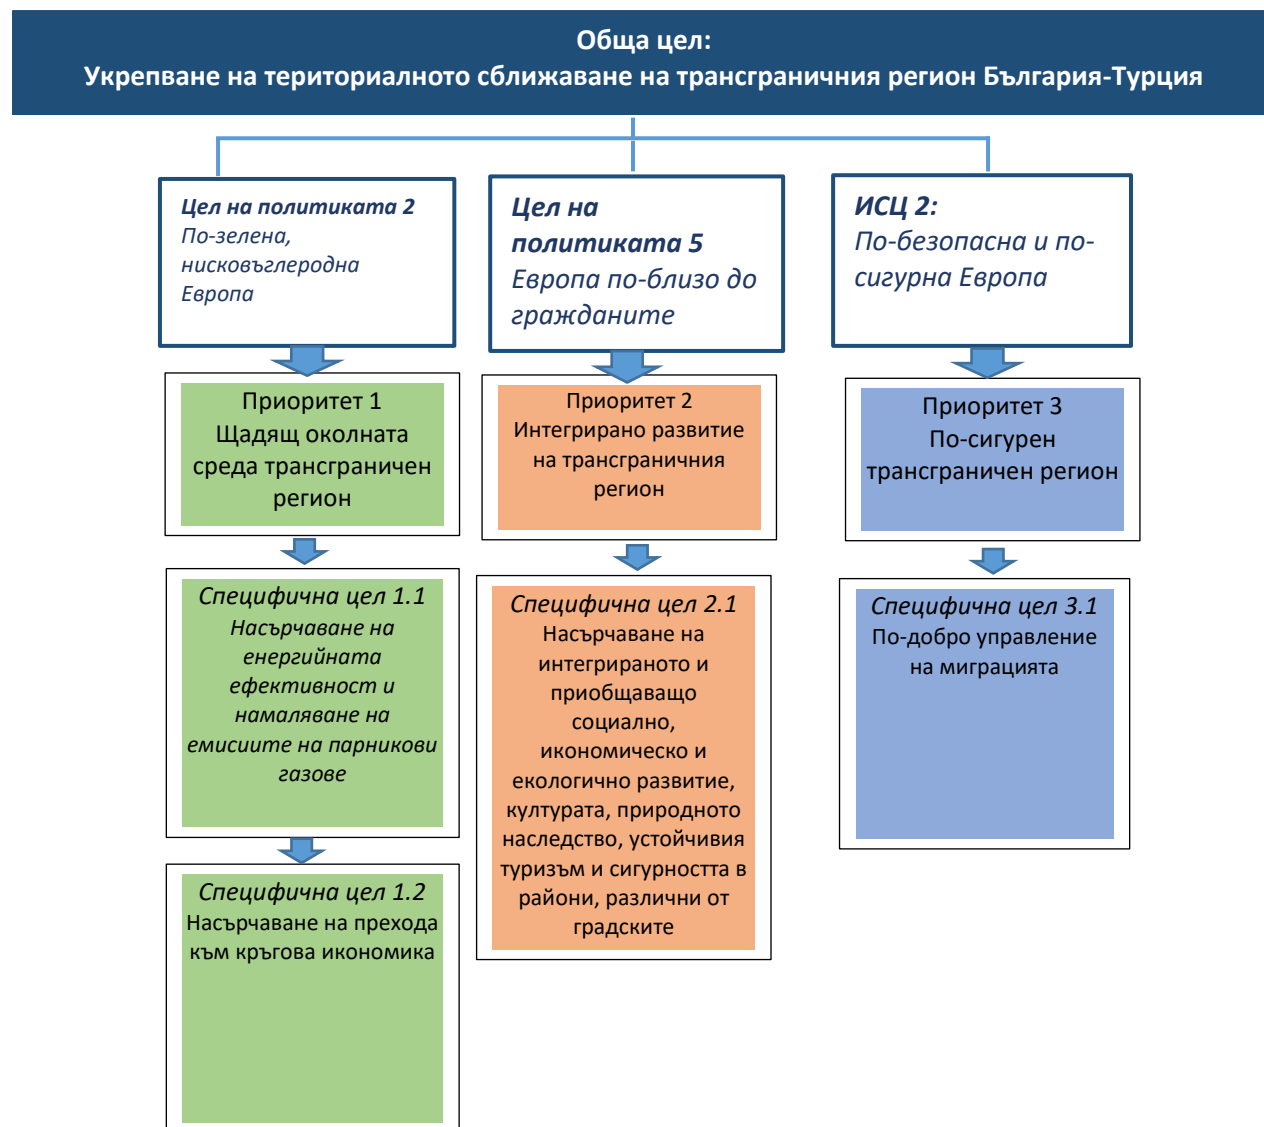 Обща цел:
Укрепване на териториалното сближаване на трансграничния регион България-Турция
Цел на политиката 2
По-зелена,
нисковъглеродна
Европа
Цел на
политиката 5
Европа по-близо до
гражданите
ИСЦ 2:
По-безопасна и по-
сигурна Европа
Приоритет 1
Щадящ околната
среда трансграничен
регион
Приоритет 2
Интегрирано развитие
на трансграничния
регион
Приоритет 3
По-сигурен
трансграничен регион
Специфична цел 1.1
Насърчаване на
енергийната
ефективност и
намаляване на
емисиите на парникови
газове
Специфична цел 2.1
Насърчаване на
интегрираното и
приобщаващо
социално,
икономическо и
екологично развитие,
културата, природното
наследство, устойчивия
туризъм и сигурността в
райони, различни от
градските
Специфична цел 3.1
По-добро управление
на миграцията
Специфична цел 1.2
Насърчаване на прехода
към кръгова икономика